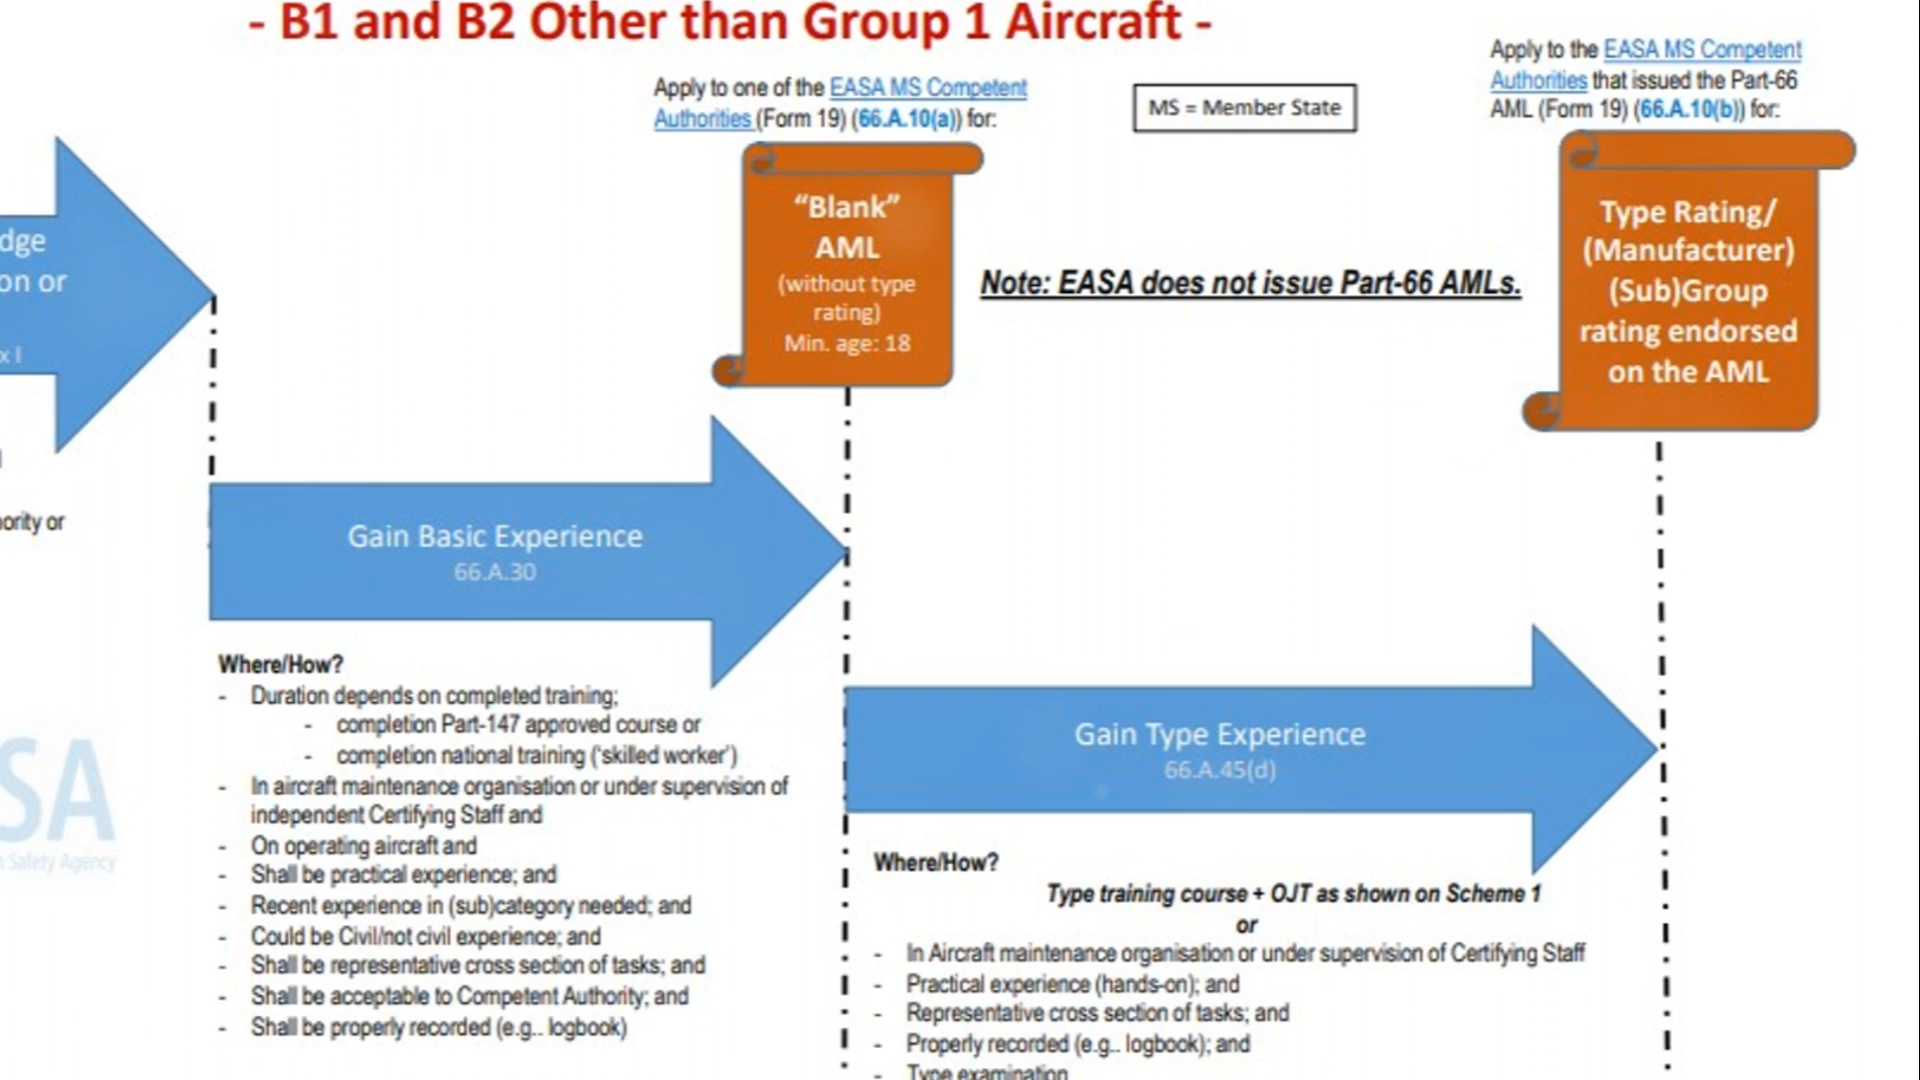 - B1 and B2 Other than Group 1 Aircraft -
Apply to one of the EASA MS Competent
Authorities (Form 19) (66.A.10(a)) for:
MS = Member State
Apply to the EASA MS Competent
Authorities that issued the Part-66
AML (Form 19) (66.A.10(b)) for:
dge
on or
x I
ority or
“Blank”
AML
(without type
rating)
Min. age: 18
Note: EASA does not issue Part-66 AMLs.
Type Rating/
(Manufacturer)
(Sub)Group
rating endorsed
on the AML
Gain Basic Experience
66.A.30
Where/How?
- Duration depends on completed training;
- completion Part-147 approved course or
- completion national training (‘skilled worker’)
- In aircraft maintenance organisation or under supervision of
independent Certifying Staff and
- On operating aircraft and
- Shall be practical experience; and
- Recent experience in (sub)category needed; and
- Could be Civil/not civil experience; and
- Shall be representative cross section of tasks; and
- Shall be acceptable to Competent Authority; and
- Shall be properly recorded (e.g.. logbook)
Gain Type Experience
66.A.45(d)
Where/How?
Type training course + OJT as shown on Scheme 1
or
- In Aircraft maintenance organisation or under supervision of Certifying Staff
- Practical experience (hands-on); and
- Representative cross section of tasks; and
- Properly recorded (e.g.. logbook); and
- Type examination
SA
n Safety Agency